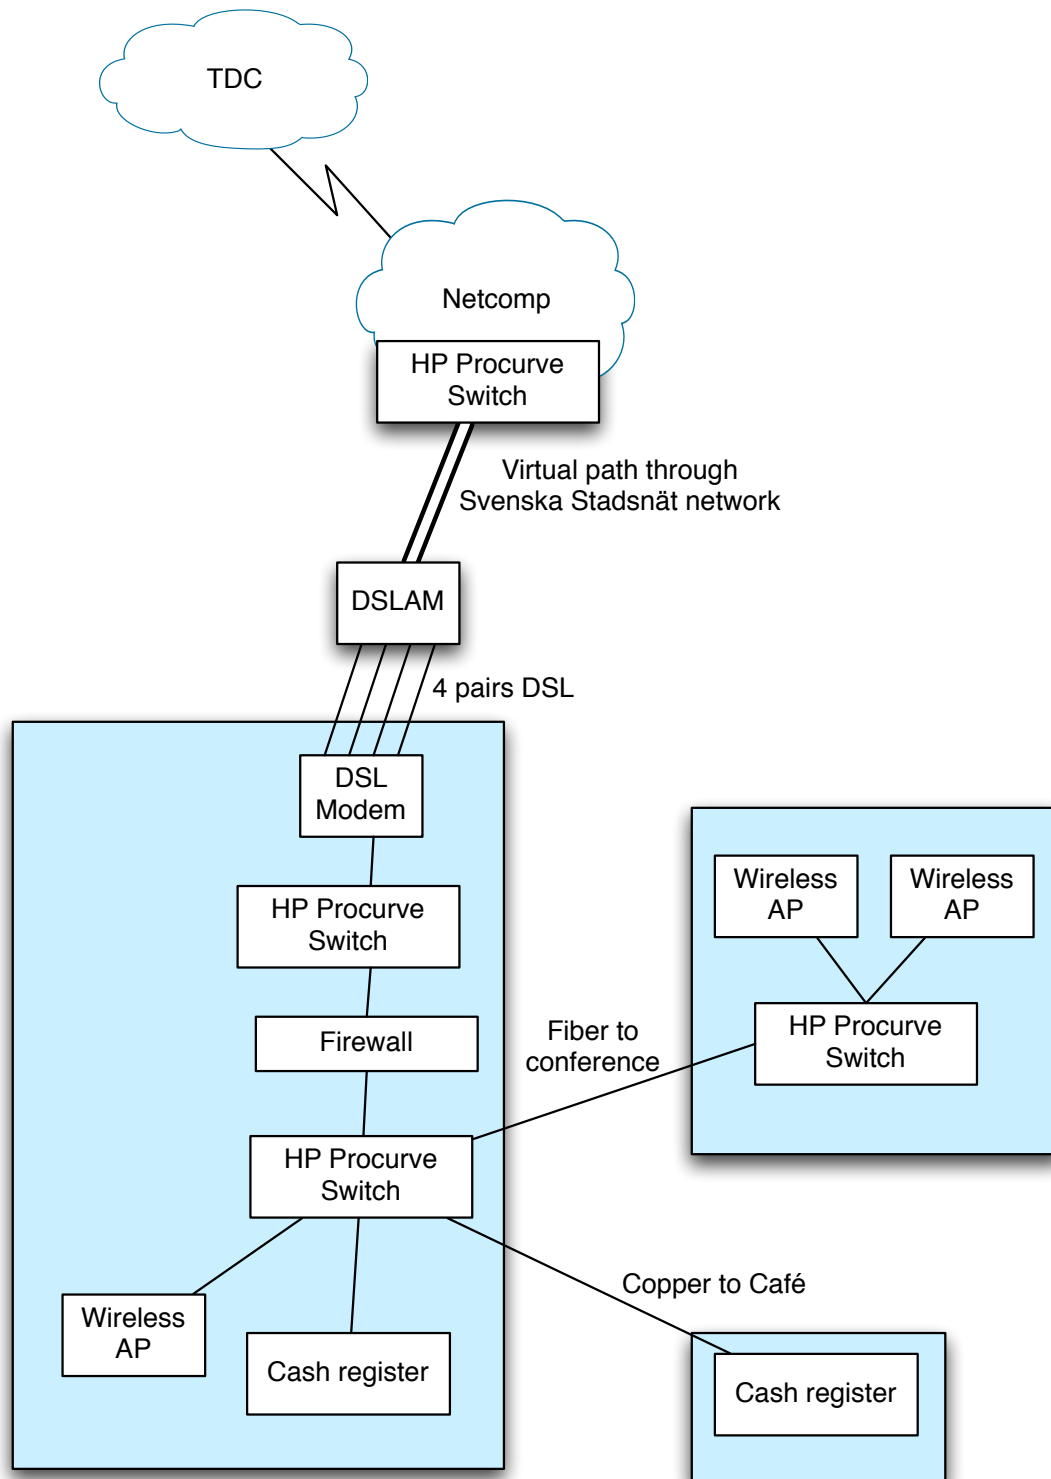 TDC
Netcomp
HP Procurve
Switch
Virtual path through
Svenska Stadsnät network
DSLAM
4 pairs DSL
DSL
Modem
HP Procurve
Switch
Firewall
HP Procurve
Switch
Wireless
AP
Cash register
Fiber to
conference
Wireless
AP
Wireless
AP
HP Procurve
Switch
Copper to Café
Cash register